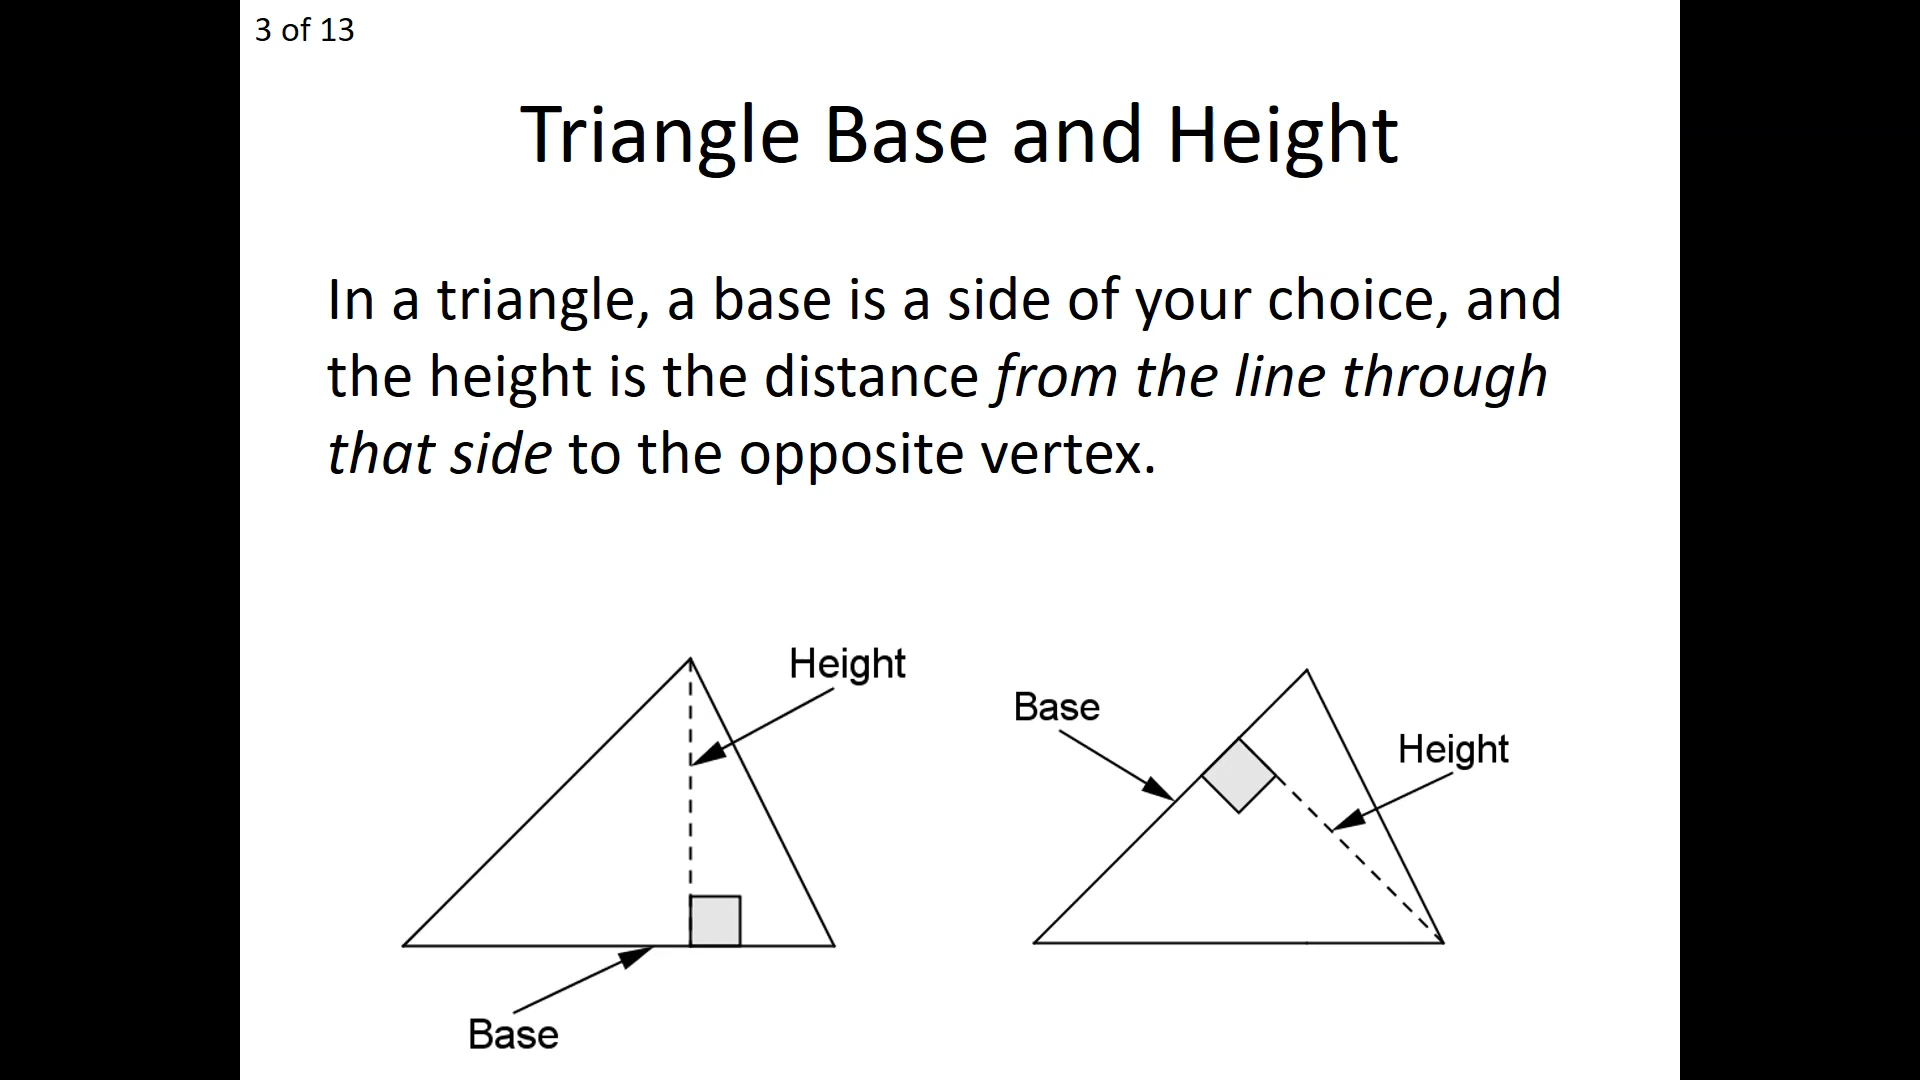 3 of 13
Triangle Base and Height
In a triangle, a base is a side of your choice, and
the height is the distance from the line through
that side to the opposite vertex.
Height
Base
Height
Base